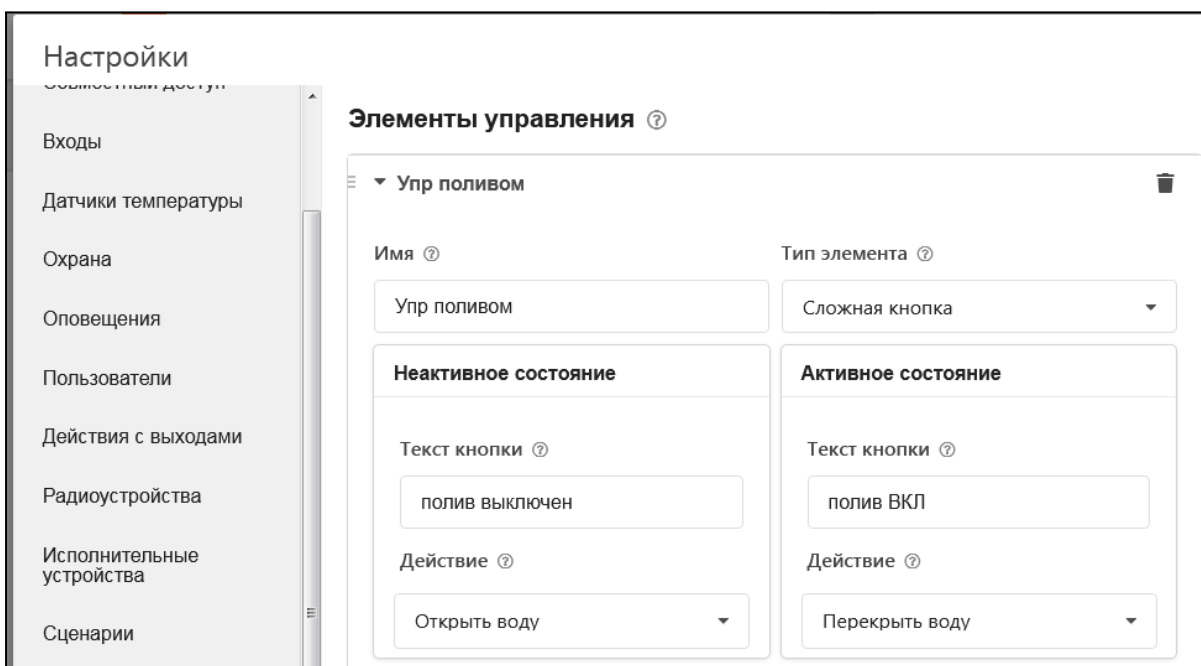 Настройки
Совместный доступ
Входы
Датчики температуры
Охрана
Оповещения
Пользователи
Действия с выходами
Радиоустройства
Исполнительные
устройства
Сценарии
Элементы управления
Упр поливом
Имя
Тип элемента
Упр поливом
Сложная кнопка
Неактивное состояние
Активное состояние
Текст кнопки
Текст кнопки
полив выключен
полив ВКЛ
Действие
Действие
Открыть воду
Перекрыть воду